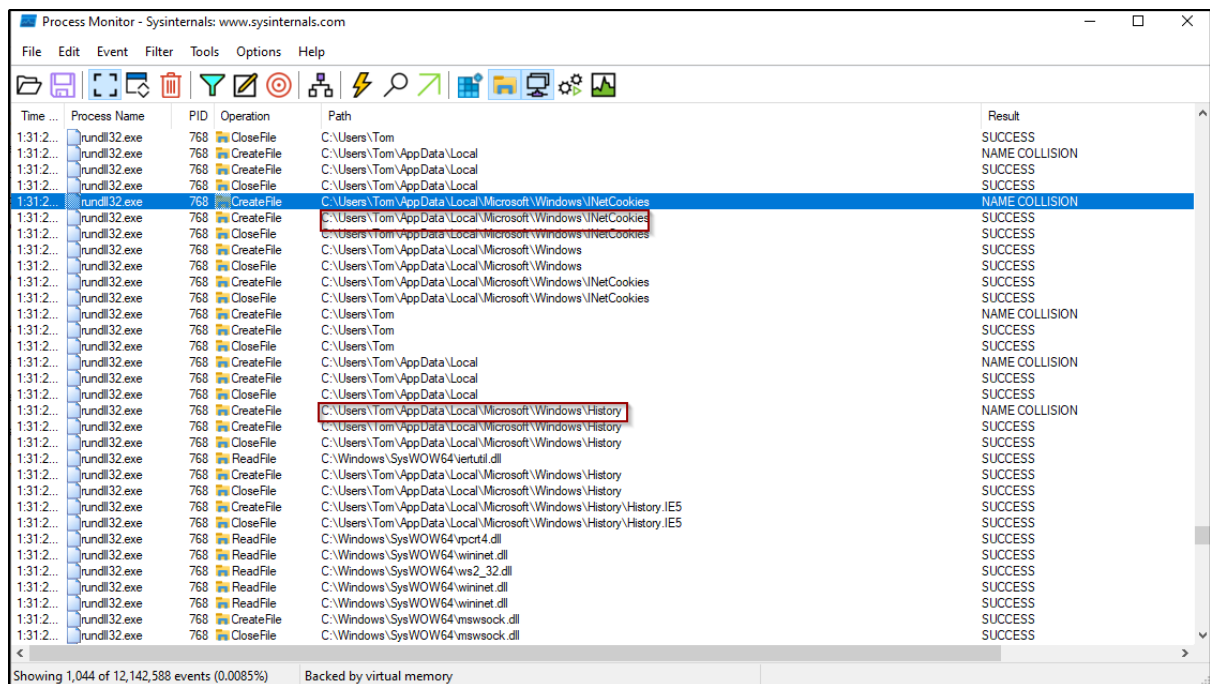 Process Monitor - Sysinternals: www.sysinternals.com
File Edit Event Filter Tools Options Help
Time ... Process Name PID Operation Path Result
1:31:2... rundll32.exe 768 CloseFile C:\Users\Tom SUCCESS
1:31:2... rundll32.exe 768 CreateFile C:\Users\Tom\AppData\Local NAME COLLISION
1:31:2... rundll32.exe 768 CreateFile C:\Users\Tom\AppData\Local SUCCESS
1:31:2... rundll32.exe 768 CloseFile C:\Users\Tom\AppData\Local SUCCESS
1:31:2... rundll32.exe 768 CreateFile C:\Users\Tom\AppData\Local\Microsoft\Windows\INetCookies NAME COLLISION
1:31:2... rundll32.exe 768 CreateFile C:\Users\Tom\AppData\Local\Microsoft\Windows\INetCookies SUCCESS
1:31:2... rundll32.exe 768 CloseFile C:\Users\Tom\AppData\Local\Microsoft\Windows\INetCookies SUCCESS
1:31:2... rundll32.exe 768 CreateFile C:\Users\Tom\AppData\Local\Microsoft\Windows SUCCESS
1:31:2... rundll32.exe 768 CloseFile C:\Users\Tom\AppData\Local\Microsoft\Windows SUCCESS
1:31:2... rundll32.exe 768 CreateFile C:\Users\Tom\AppData\Local\Microsoft\Windows\INetCookies SUCCESS
1:31:2... rundll32.exe 768 CloseFile C:\Users\Tom\AppData\Local\Microsoft\Windows\INetCookies SUCCESS
1:31:2... rundll32.exe 768 CreateFile C:\Users\Tom NAME COLLISION
1:31:2... rundll32.exe 768 CreateFile C:\Users\Tom SUCCESS
1:31:2... rundll32.exe 768 CloseFile C:\Users\Tom SUCCESS
1:31:2... rundll32.exe 768 CreateFile C:\Users\Tom\AppData\Local NAME COLLISION
1:31:2... rundll32.exe 768 CreateFile C:\Users\Tom\AppData\Local SUCCESS
1:31:2... rundll32.exe 768 CloseFile C:\Users\Tom\AppData\Local SUCCESS
1:31:2... rundll32.exe 768 CreateFile C:\Users\Tom\AppData\Local\Microsoft\Windows\History NAME COLLISION
1:31:2... rundll32.exe 768 CreateFile C:\Users\Tom\AppData\Local\Microsoft\Windows\History SUCCESS
1:31:2... rundll32.exe 768 CloseFile C:\Users\Tom\AppData\Local\Microsoft\Windows\History SUCCESS
1:31:2... rundll32.exe 768 ReadFile C:\Windows\SysWOW64\iertutil.dll SUCCESS
1:31:2... rundll32.exe 768 CreateFile C:\Users\Tom\AppData\Local\Microsoft\Windows\History SUCCESS
1:31:2... rundll32.exe 768 CloseFile C:\Users\Tom\AppData\Local\Microsoft\Windows\History SUCCESS
1:31:2... rundll32.exe 768 CreateFile C:\Users\Tom\AppData\Local\Microsoft\Windows\History\History.IE5 SUCCESS
1:31:2... rundll32.exe 768 CloseFile C:\Users\Tom\AppData\Local\Microsoft\Windows\History\History.IE5 SUCCESS
1:31:2... rundll32.exe 768 ReadFile C:\Windows\SysWOW64\rpcrt4.dll SUCCESS
1:31:2... rundll32.exe 768 ReadFile C:\Windows\SysWOW64\wininet.dll SUCCESS
1:31:2... rundll32.exe 768 ReadFile C:\Windows\SysWOW64\ws2_32.dll SUCCESS
1:31:2... rundll32.exe 768 ReadFile C:\Windows\SysWOW64\wininet.dll SUCCESS
1:31:2... rundll32.exe 768 ReadFile C:\Windows\SysWOW64\wininet.dll SUCCESS
1:31:2... rundll32.exe 768 CreateFile C:\Windows\SysWOW64\mswsock.dll SUCCESS
1:31:2... rundll32.exe 768 CloseFile C:\Windows\SysWOW64\mswsock.dll SUCCESS
Showing 1,044 of 12,142,588 events (0.0085%) Backed by virtual memory